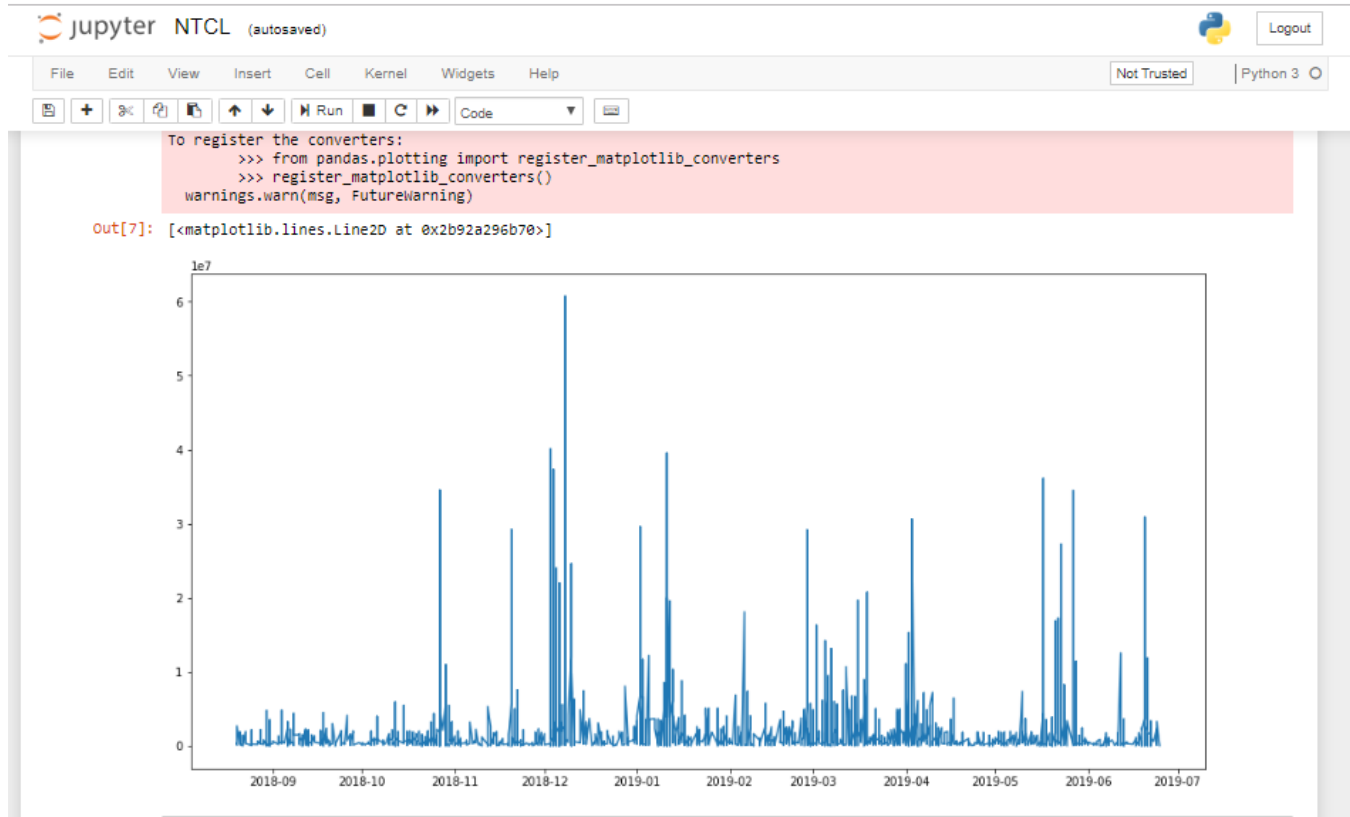 jupyter NTCL (autosaved) Logout
File Edit View Insert Cell Kernel Widgets Help Not Trusted Python 3
Run Code
To register the converters:
>>> from pandas.plotting import register_matplotlib_converters
>>> register_matplotlib_converters()
warnings.warn(msg, FutureWarning)
Out[7]: [<matplotlib.lines.Line2D at 0x2b92a296b70>]
1e7
6
5
4
3
2
1
0
2018-09 2018-10 2018-11 2018-12 2019-01 2019-02 2019-03 2019-04 2019-05 2019-06 2019-07